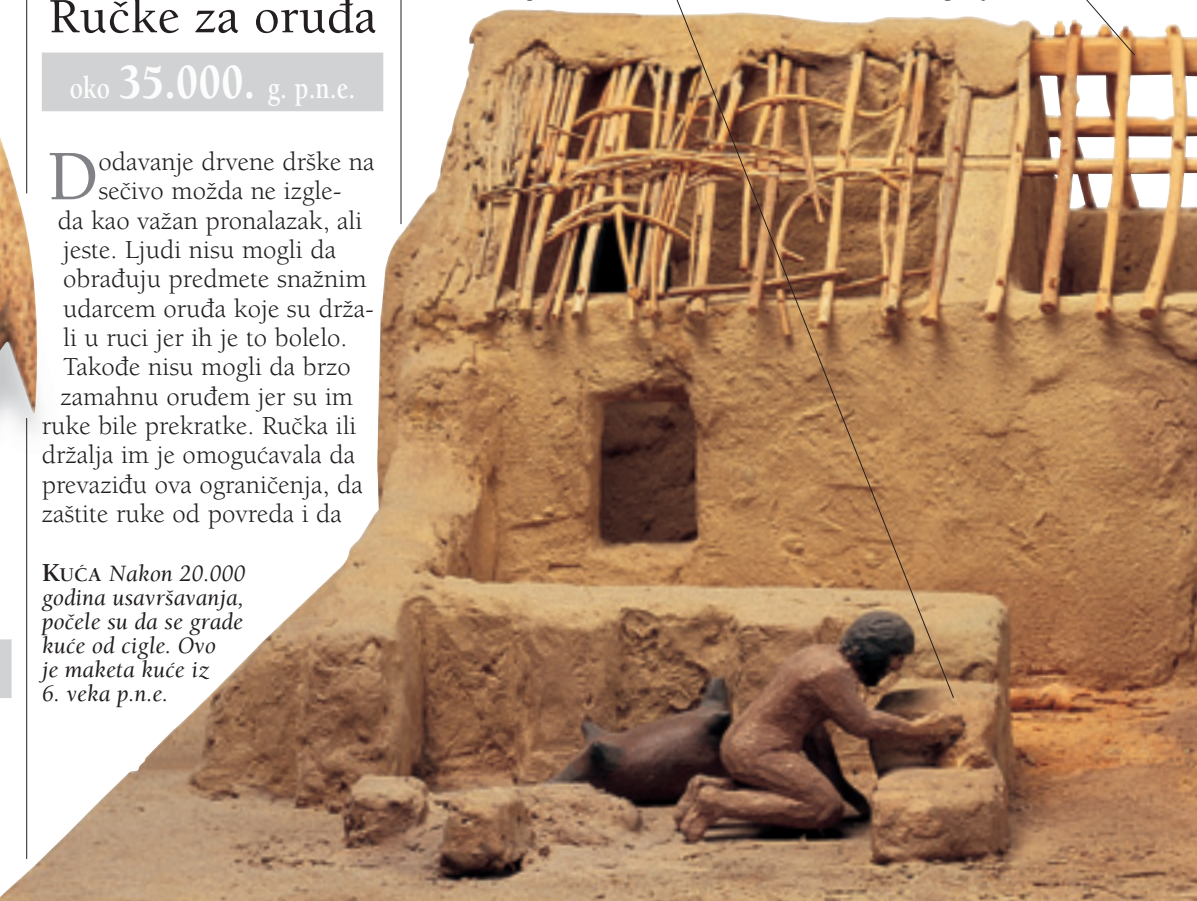 Ručke za oruđa
oko 35.000. g. p.n.e.
Dodavanje drvene drške na
sečivo možda ne izgle-
da kao važan pronalazak, ali
jeste. Ljudi nisu mogli da
obrađuju predmete snažnim
udarcem oruđa koje su drža-
li u ruci jer ih je to bolelo.
Takođe nisu mogli da brzo
zamahnu oruđem jer su im
ruke bile prekratke. Ručka ili
držalja im je omogućavala da
prevaziđu ova ograničenja, da
zaštite ruke od povreda i da
KUĆA Nakon 20.000
godina usavršavanja,
počele su da se grade
kuće od cigle. Ovo
je maketa kuće iz
6. veka p.n.e.